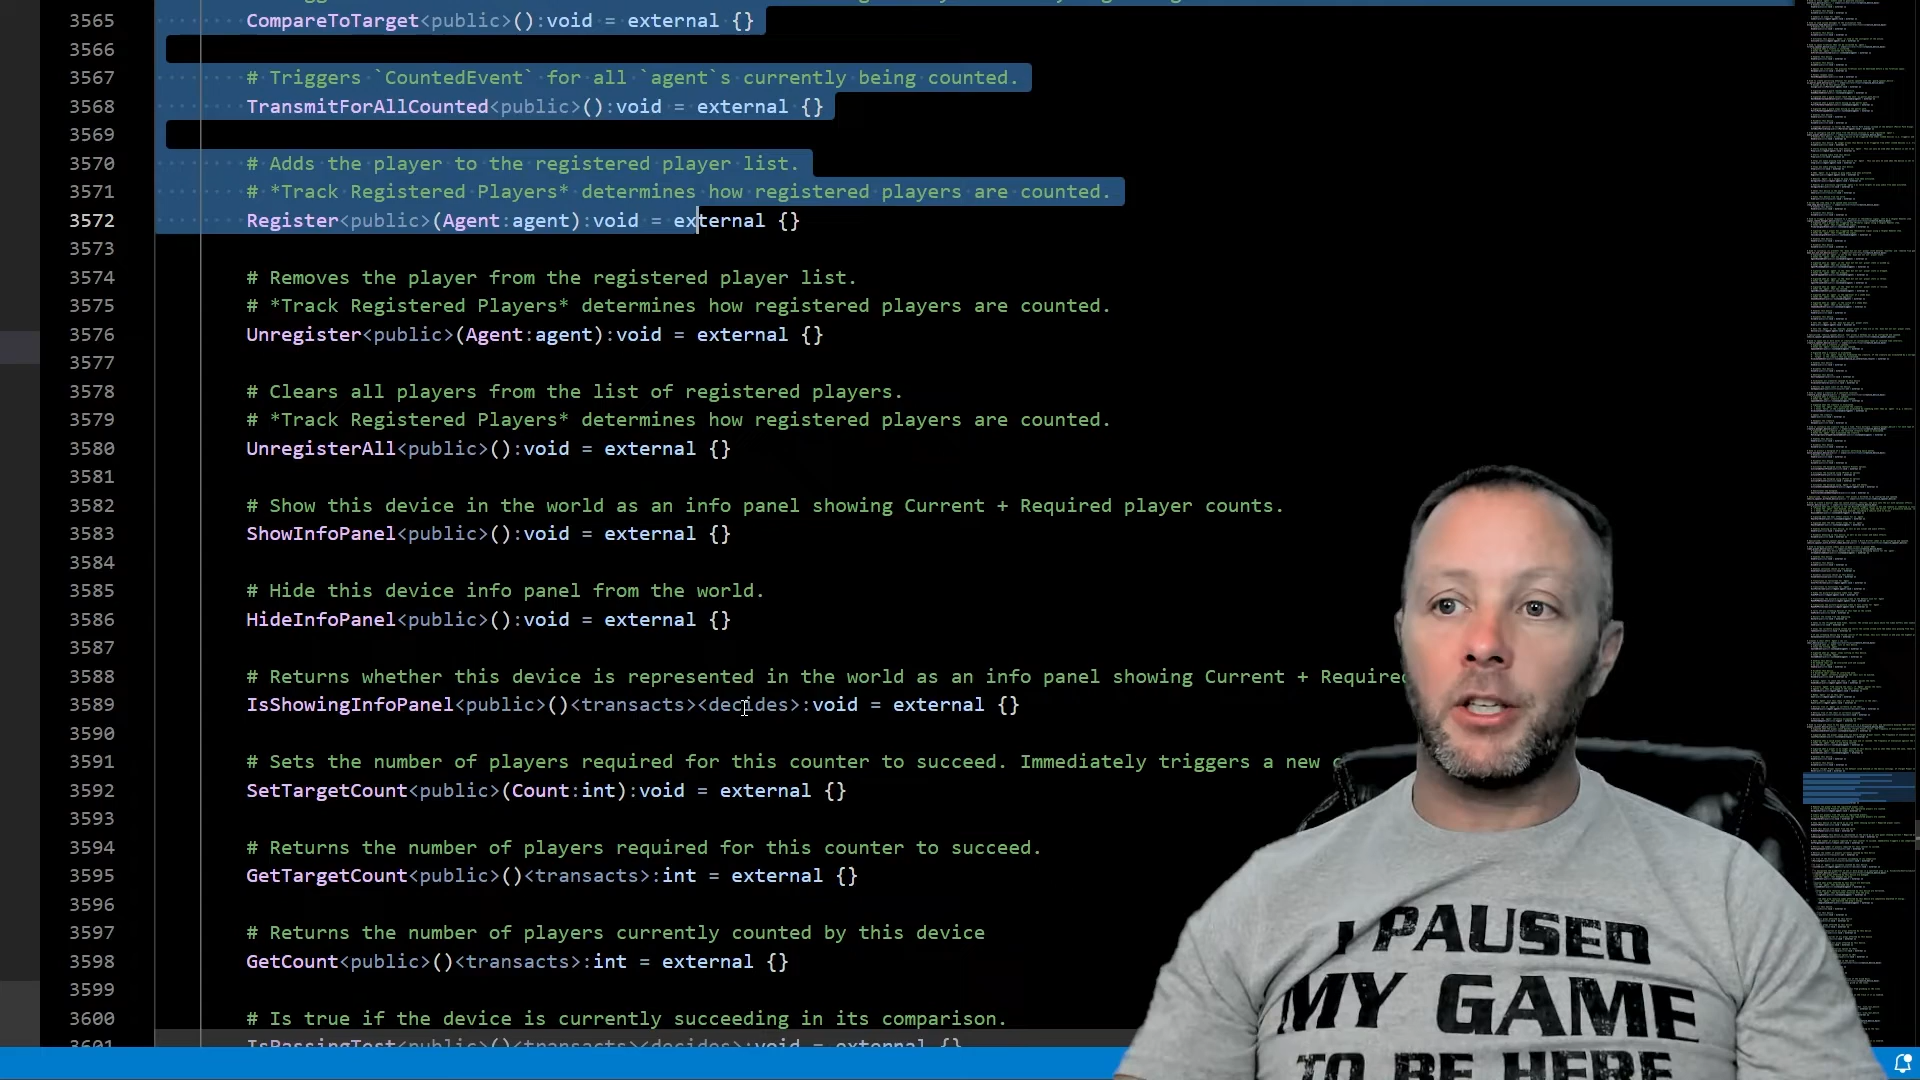 3565 CompareToTarget<public>():void = external {}
3566
3567 # Triggers `CountedEvent` for all `agent`s currently being counted.
3568 TransmitForAllCounted<public>():void = external {}
3569
3570 # Adds the player to the registered player list.
3571 # *Track Registered Players* determines how registered players are counted.
3572 Register<public>(Agent:agent):void = external {}
3573
3574 # Removes the player from the registered player list.
3575 # *Track Registered Players* determines how registered players are counted.
3576 Unregister<public>(Agent:agent):void = external {}
3577
3578 # Clears all players from the list of registered players.
3579 # *Track Registered Players* determines how registered players are counted.
3580 UnregisterAll<public>():void = external {}
3581
3582 # Show this device in the world as an info panel showing Current + Required player counts.
3583 ShowInfoPanel<public>():void = external {}
3584
3585 # Hide this device info panel from the world.
3586 HideInfoPanel<public>():void = external {}
3587
3588 # Returns whether this device is represented in the world as an info panel showing Current + Required
3589 IsShowingInfoPanel<public>()<transacts><decides>:void = external {}
3590
3591 # Sets the number of players required for this counter to succeed. Immediately triggers a new
3592 SetTargetCount<public>(Count:int):void = external {}
3593
3594 # Returns the number of players required for this counter to succeed.
3595 GetTargetCount<public>()<transacts>:int = external {}
3596
3597 # Returns the number of players currently counted by this device
3598 GetCount<public>()<transacts>:int = external {}
3599
3600 # Is true if the device is currently succeeding in its comparison.
3601 IsPassingTest<public>()<transacts><decides>:void = external {}
I PAUSED
MY GAME
TO BE HERE